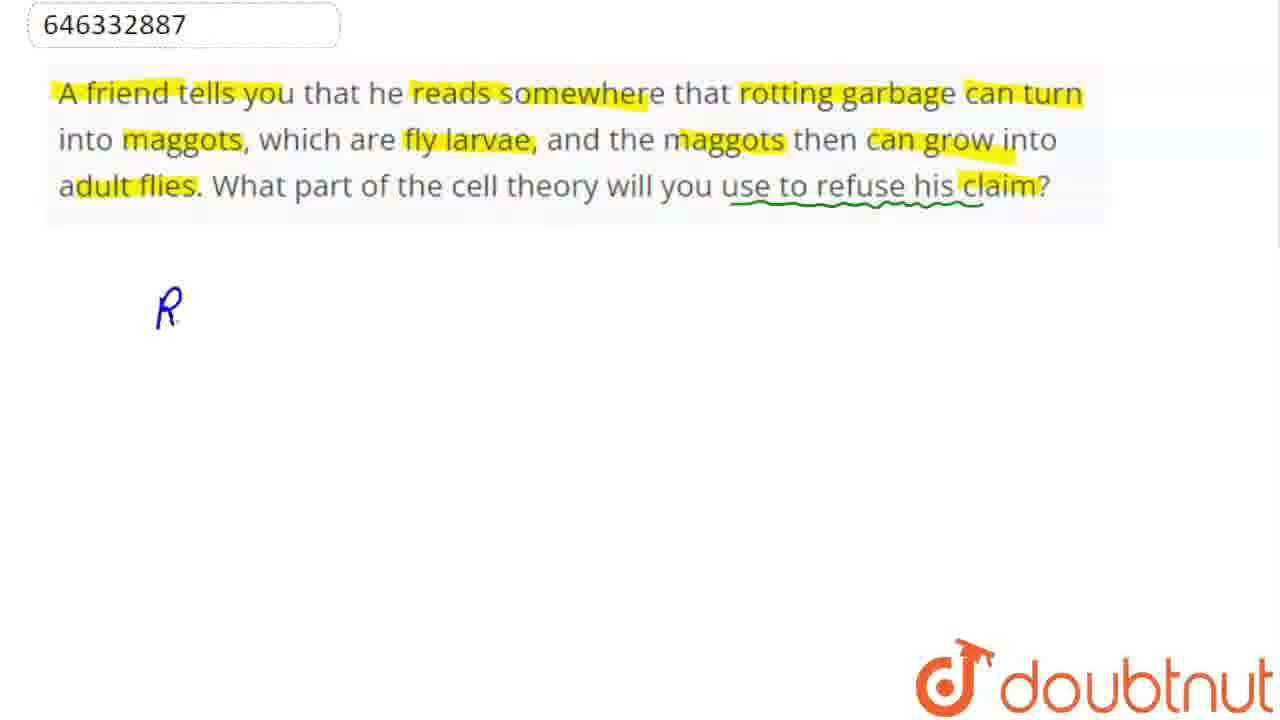 646332887
A friend tells you that he reads somewhere that rotting garbage can turn
into maggots, which are fly larvae, and the maggots then can grow into
adult flies. What part of the cell theory will you use to refuse his claim?
R
doubtnut